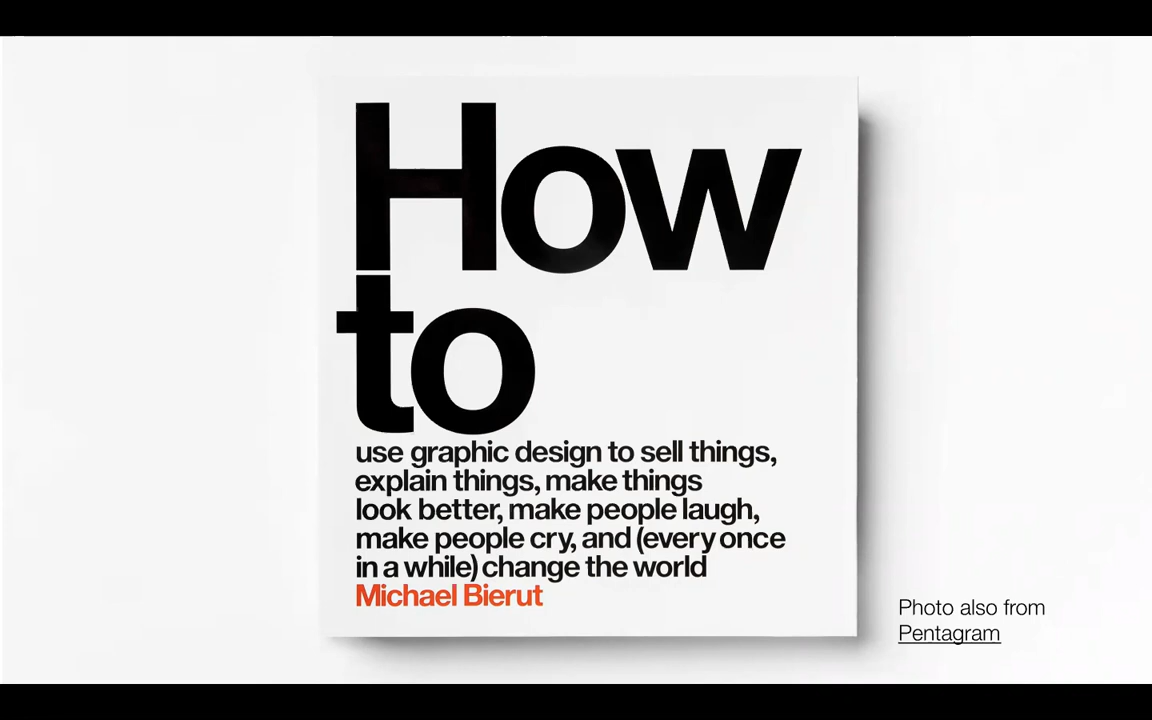 How
to
use graphic design to sell things,
explain things, make things
look better, make people laugh,
make people cry, and (every once
in a while) change the world
Michael Bierut
Photo also from
Pentagram